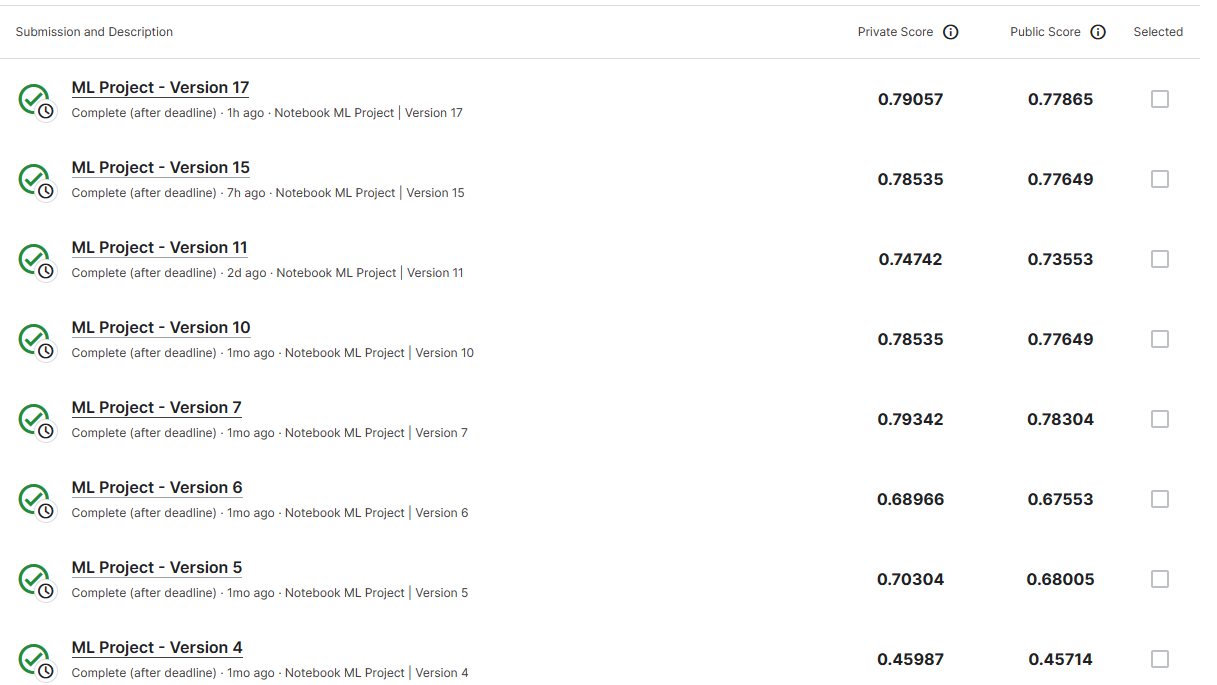 Submission and Description Private Score Public Score Selected
ML Project - Version 17
Complete (after deadline) · 1h ago · Notebook ML Project | Version 17
0.79057 0.77865
ML Project - Version 15
Complete (after deadline) · 7h ago · Notebook ML Project | Version 15
0.78535 0.77649
ML Project - Version 11
Complete (after deadline) · 2d ago · Notebook ML Project | Version 11
0.74742 0.73553
ML Project - Version 10
Complete (after deadline) · 1mo ago · Notebook ML Project | Version 10
0.78535 0.77649
ML Project - Version 7
Complete (after deadline) · 1mo ago · Notebook ML Project | Version 7
0.79342 0.78304
ML Project - Version 6
Complete (after deadline) · 1mo ago · Notebook ML Project | Version 6
0.68966 0.67553
ML Project - Version 5
Complete (after deadline) · 1mo ago · Notebook ML Project | Version 5
0.70304 0.68005
ML Project - Version 4
Complete (after deadline) · 1mo ago · Notebook ML Project | Version 4
0.45987 0.45714